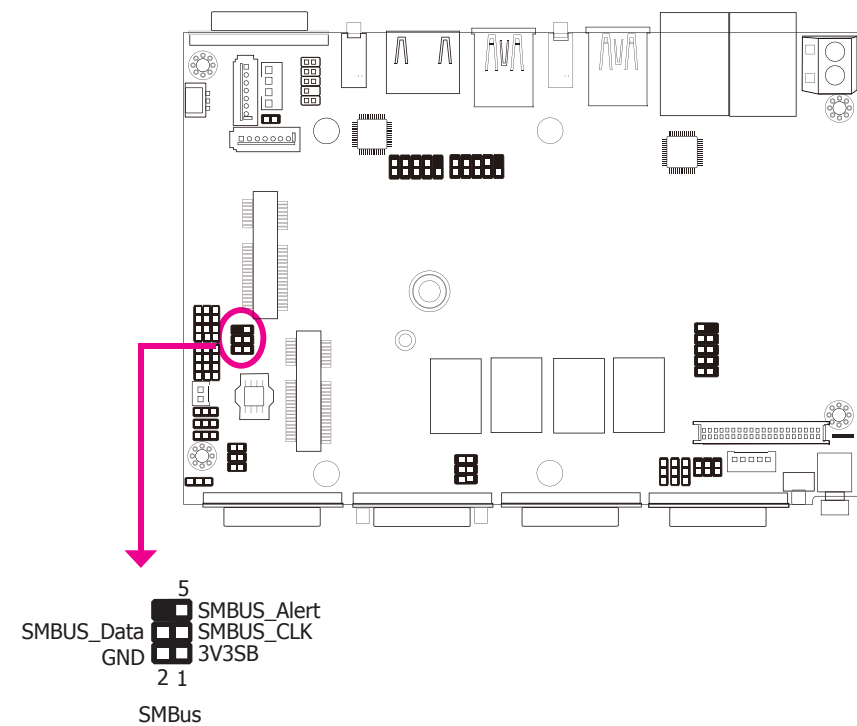 5
SMBUS_Alert
SMBUS_Data SMBUS_CLK
GND 3V3SB
2 1
SMBus